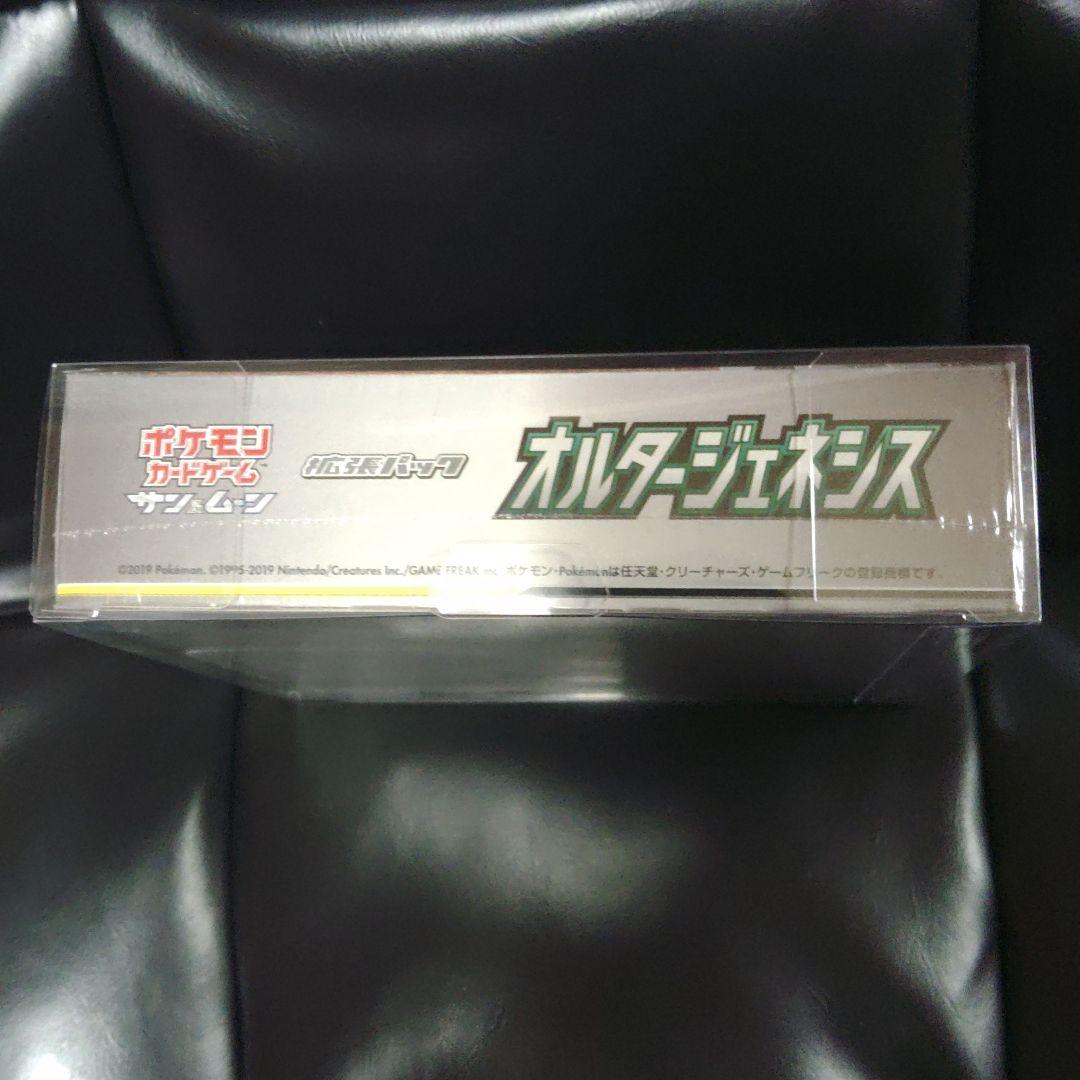 ポケモン
カードゲーム™
サン&ムーン
拡張パック
オルタージェネシス
©2019 Pokémon. ©1995-2019 Nintendo/Creatures Inc./GAME FREAK inc. ポケモン・Pokémonは任天堂・クリーチャーズ・ゲームフリークの登録商標です。